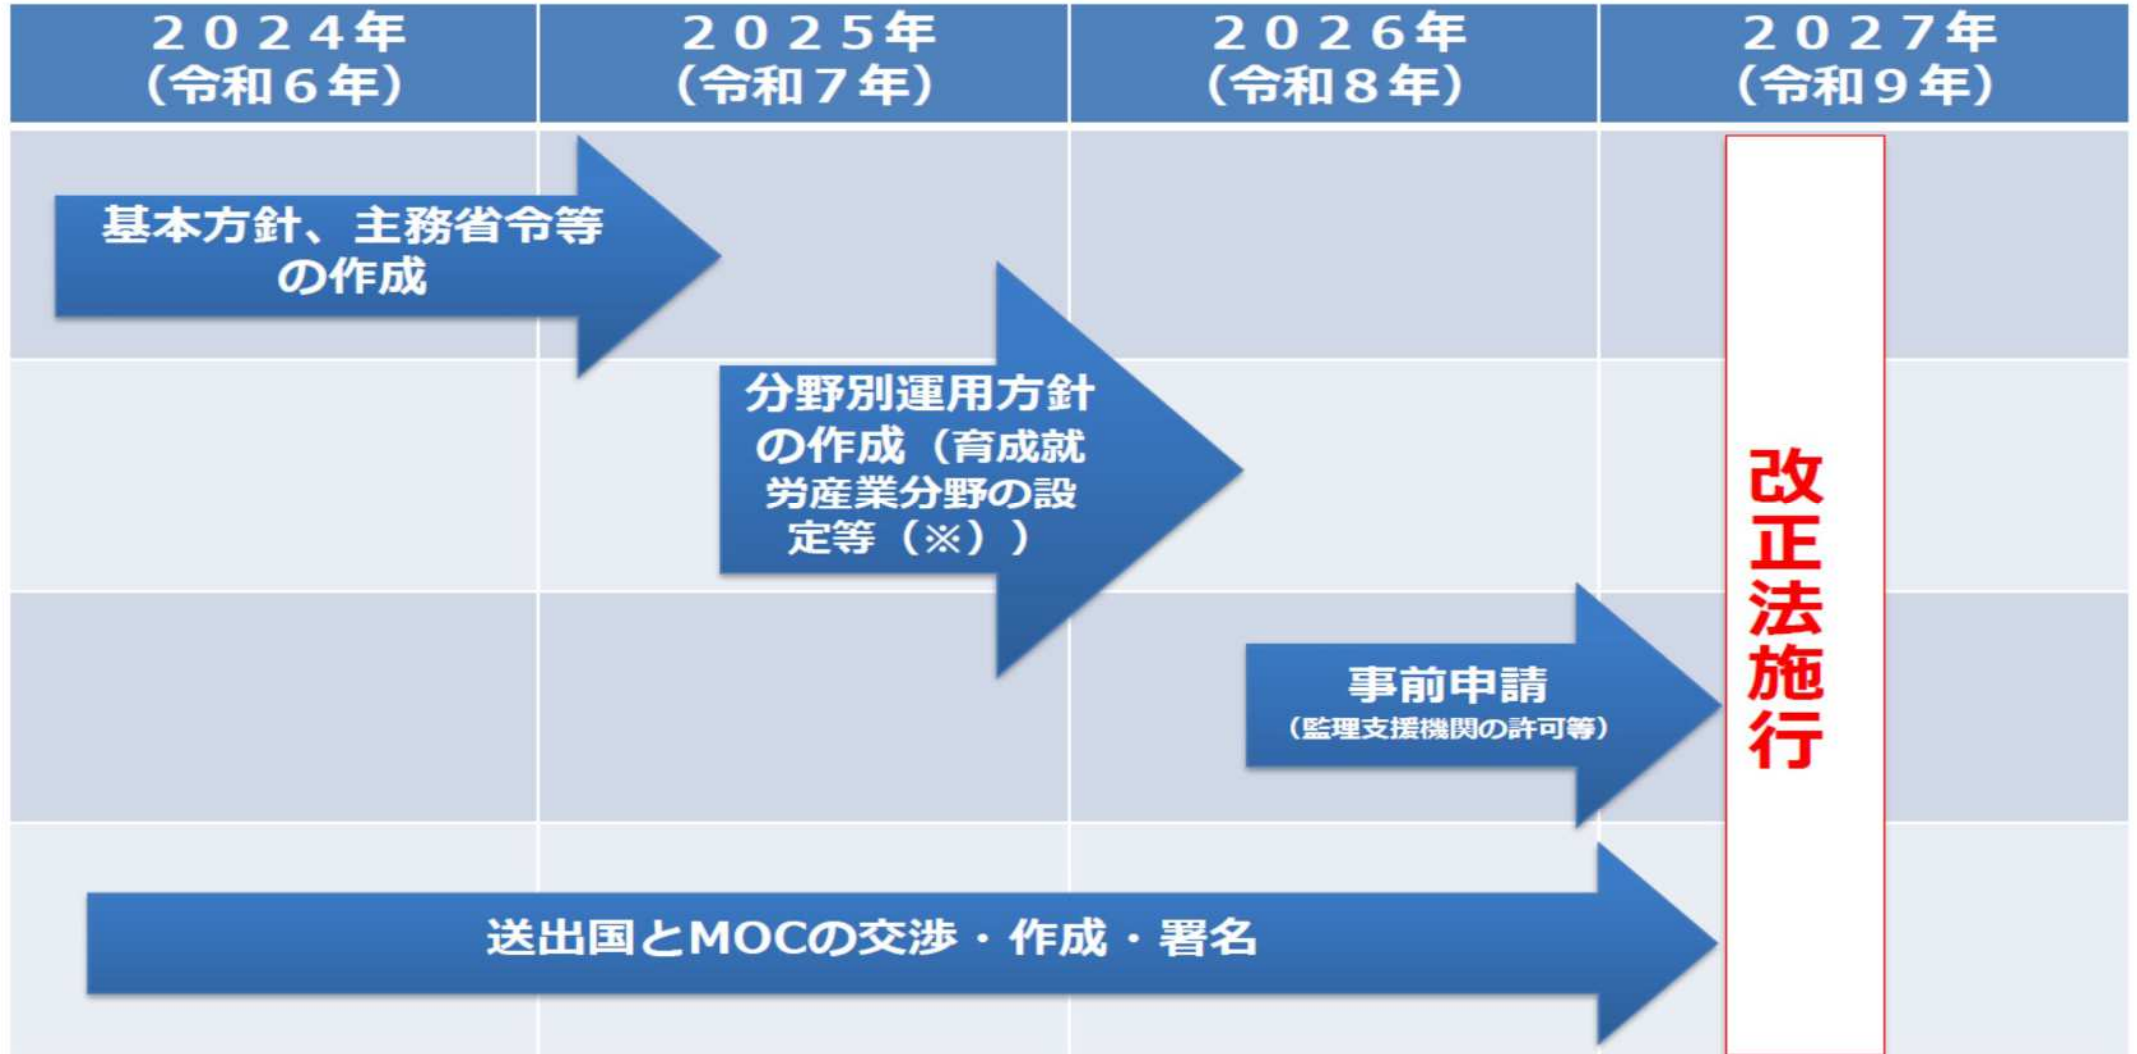 ２０２４年
（令和６年）
２０２５年
（令和７年）
２０２６年
（令和８年）
２０２７年
（令和９年）
基本方針、主務省令等
の作成
分野別運用方針
の作成（育成就
労産業分野の設
定等（※））
事前申請
（監理支援機関の許可等）
送出国とMOCの交渉・作成・署名
改正法施行